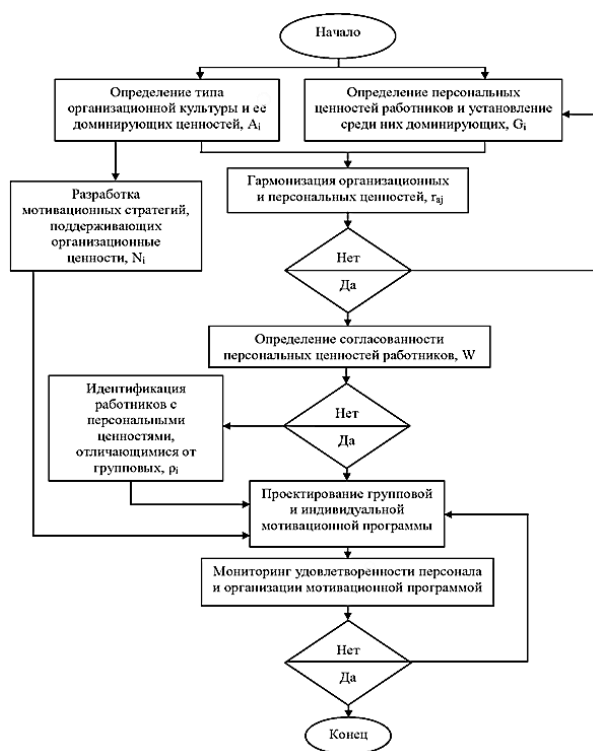 Начало
Определение типа
организационной культуры и ее
доминирующих ценностей, Ai
Определение персональных
ценностей работников и установление
среди них доминирующих, Gi
Разработка
мотивационных стратегий,
поддерживающих
организационные
ценности, Ni
Гармонизация организационных
и персональных ценностей, rsj
Нет
Да
Определение согласованности
персональных ценностей работников, W
Идентификация
работников с
персональными
ценностями,
отличающимися от
групповых, ρi
Нет
Да
Проектирование групповой
и индивидуальной
мотивационной программы
Мониторинг удовлетворенности персонала
и организации мотивационной программой
Нет
Да
Конец